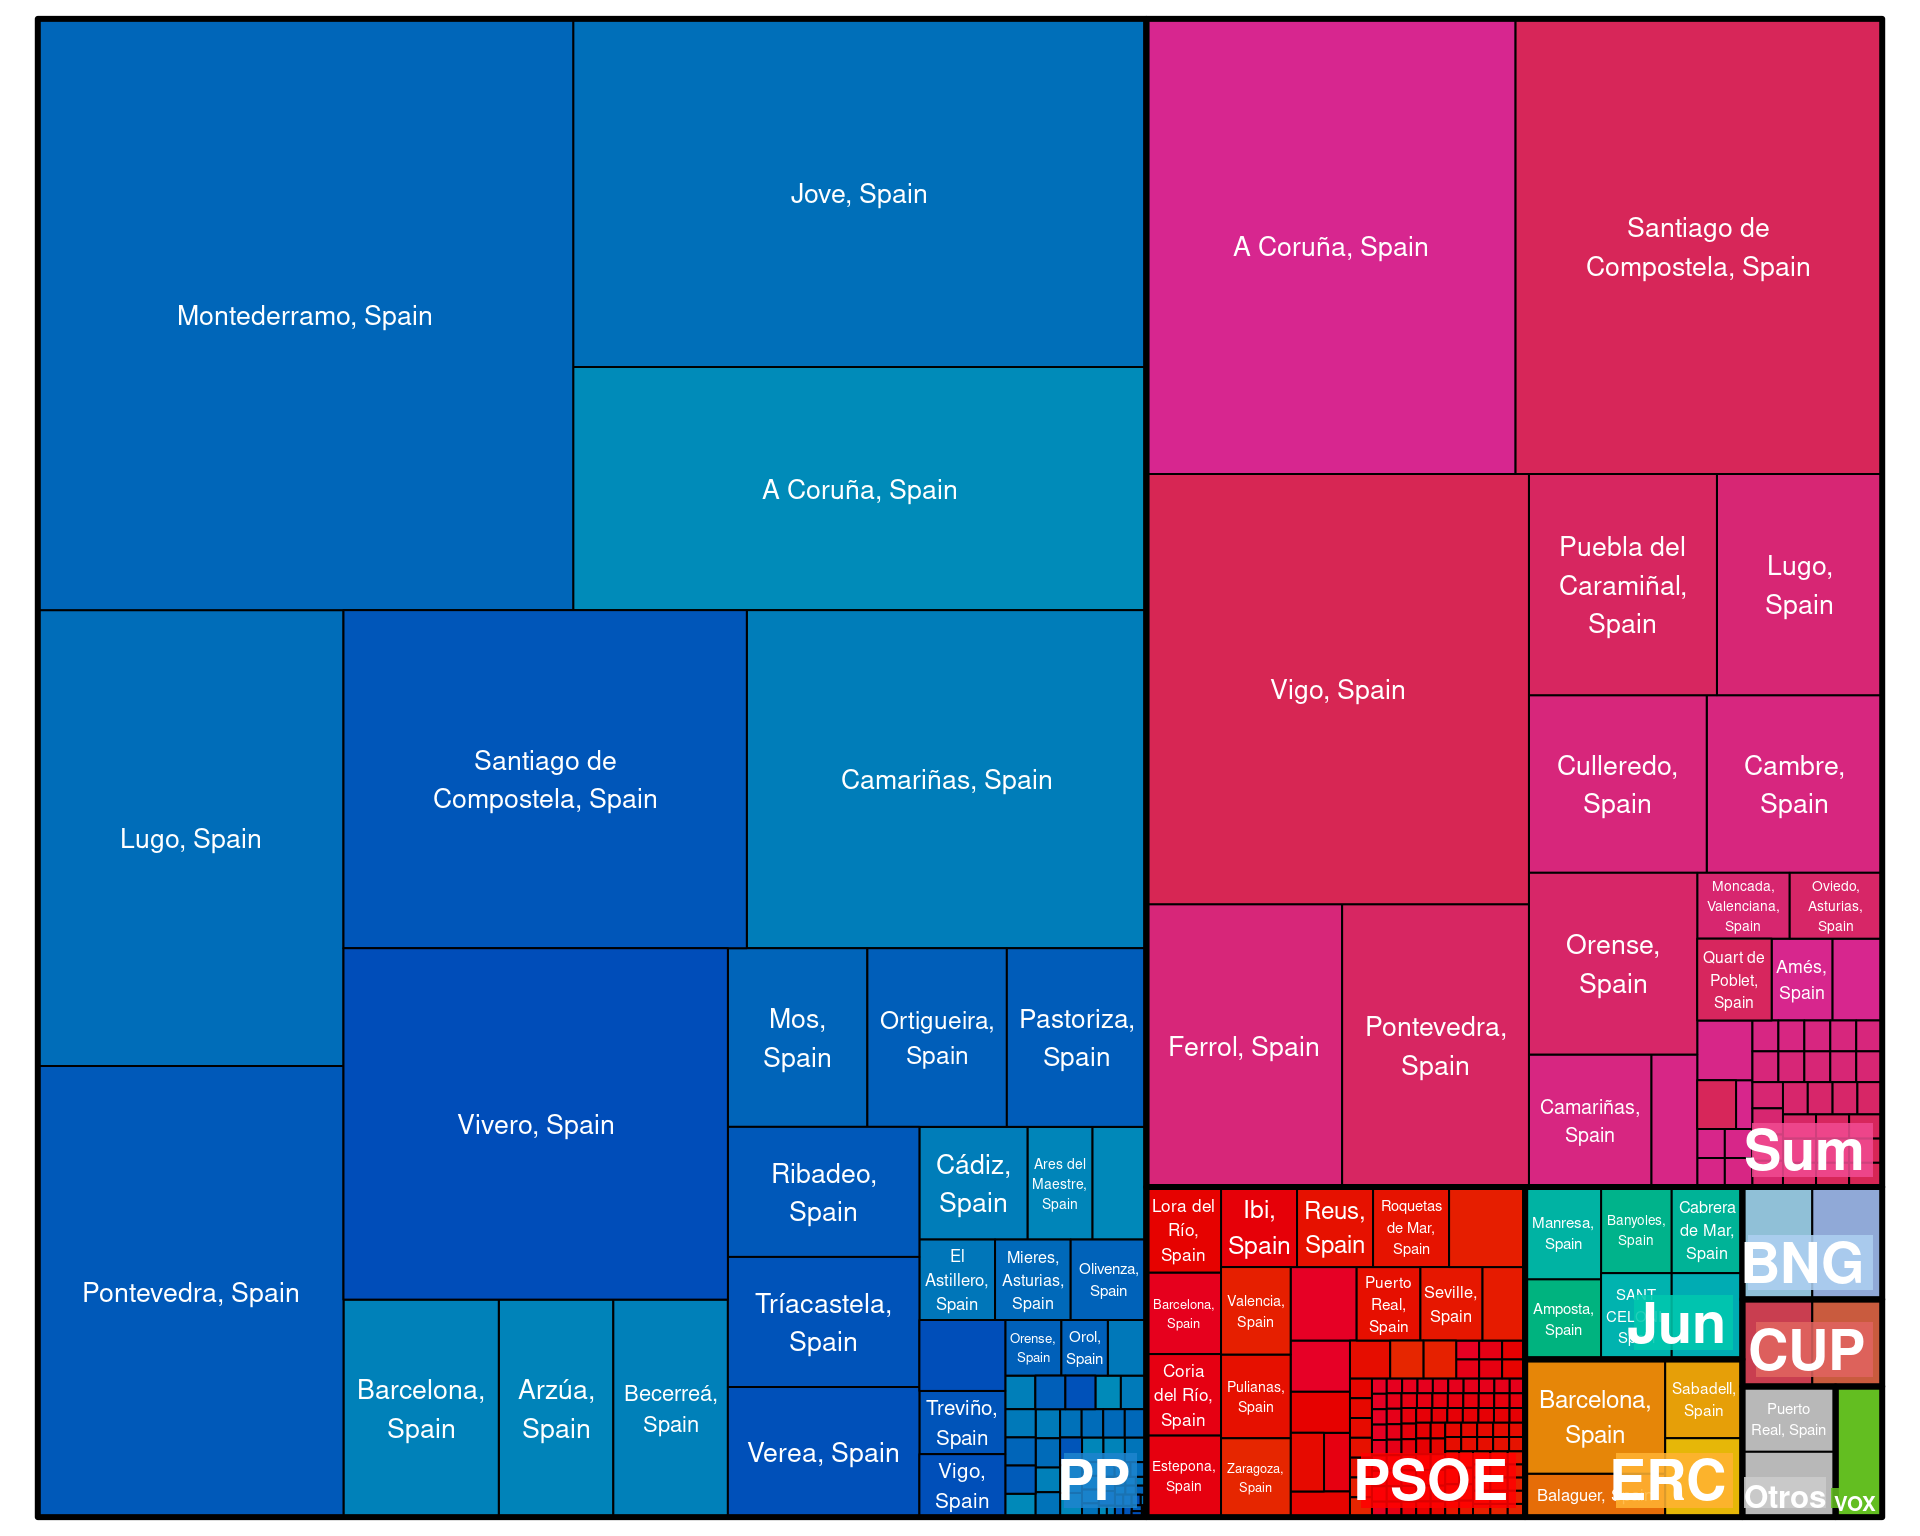 Montederramo, Spain
Jove, Spain
A Coruña, Spain
Lugo, Spain
Pontevedra, Spain
Santiago de
Compostela, Spain
Camariñas, Spain
Vivero, Spain
Mos,
Spain
Ortigueira,
Spain
Pastoriza,
Spain
Ribadeo,
Spain
Tríacastela,
Spain
Verea, Spain
Barcelona,
Spain
Arzúa,
Spain
Becerreá,
Spain
Cádiz,
Spain
Ares del
Maestre,
Spain
El
Astillero,
Spain
Mieres,
Asturias,
Spain
Olivenza,
Spain
Orense,
Spain
Orol,
Spain
Treviño,
Spain
Vigo,
Spain
PP
A Coruña, Spain
Santiago de
Compostela, Spain
Vigo, Spain
Puebla del
Caramiñal,
Spain
Lugo,
Spain
Culleredo,
Spain
Cambre,
Spain
Ferrol, Spain
Pontevedra,
Spain
Orense,
Spain
Camariñas,
Spain
Moncada,
Valenciana,
Spain
Oviedo,
Asturias,
Spain
Quart de
Poblet,
Spain
Amés,
Spain
Sum
Lora del
Río,
Spain
Ibi,
Spain
Reus,
Spain
Roquetas
de Mar,
Spain
Barcelona,
Spain
Valencia,
Spain
Puerto
Real,
Spain
Seville,
Spain
Coria
del Río,
Spain
Pulianas,
Spain
Estepona,
Spain
Zaragoza,
Spain
PSOE
Manresa,
Spain
Banyoles,
Spain
Cabrera
de Mar,
Spain
Amposta,
Spain
SANT
Jun
Barcelona,
Spain
Sabadell,
Spain
Balaguer,
ERC
BNG
CUP
Puerto
Real, Spain
Otros
VOX